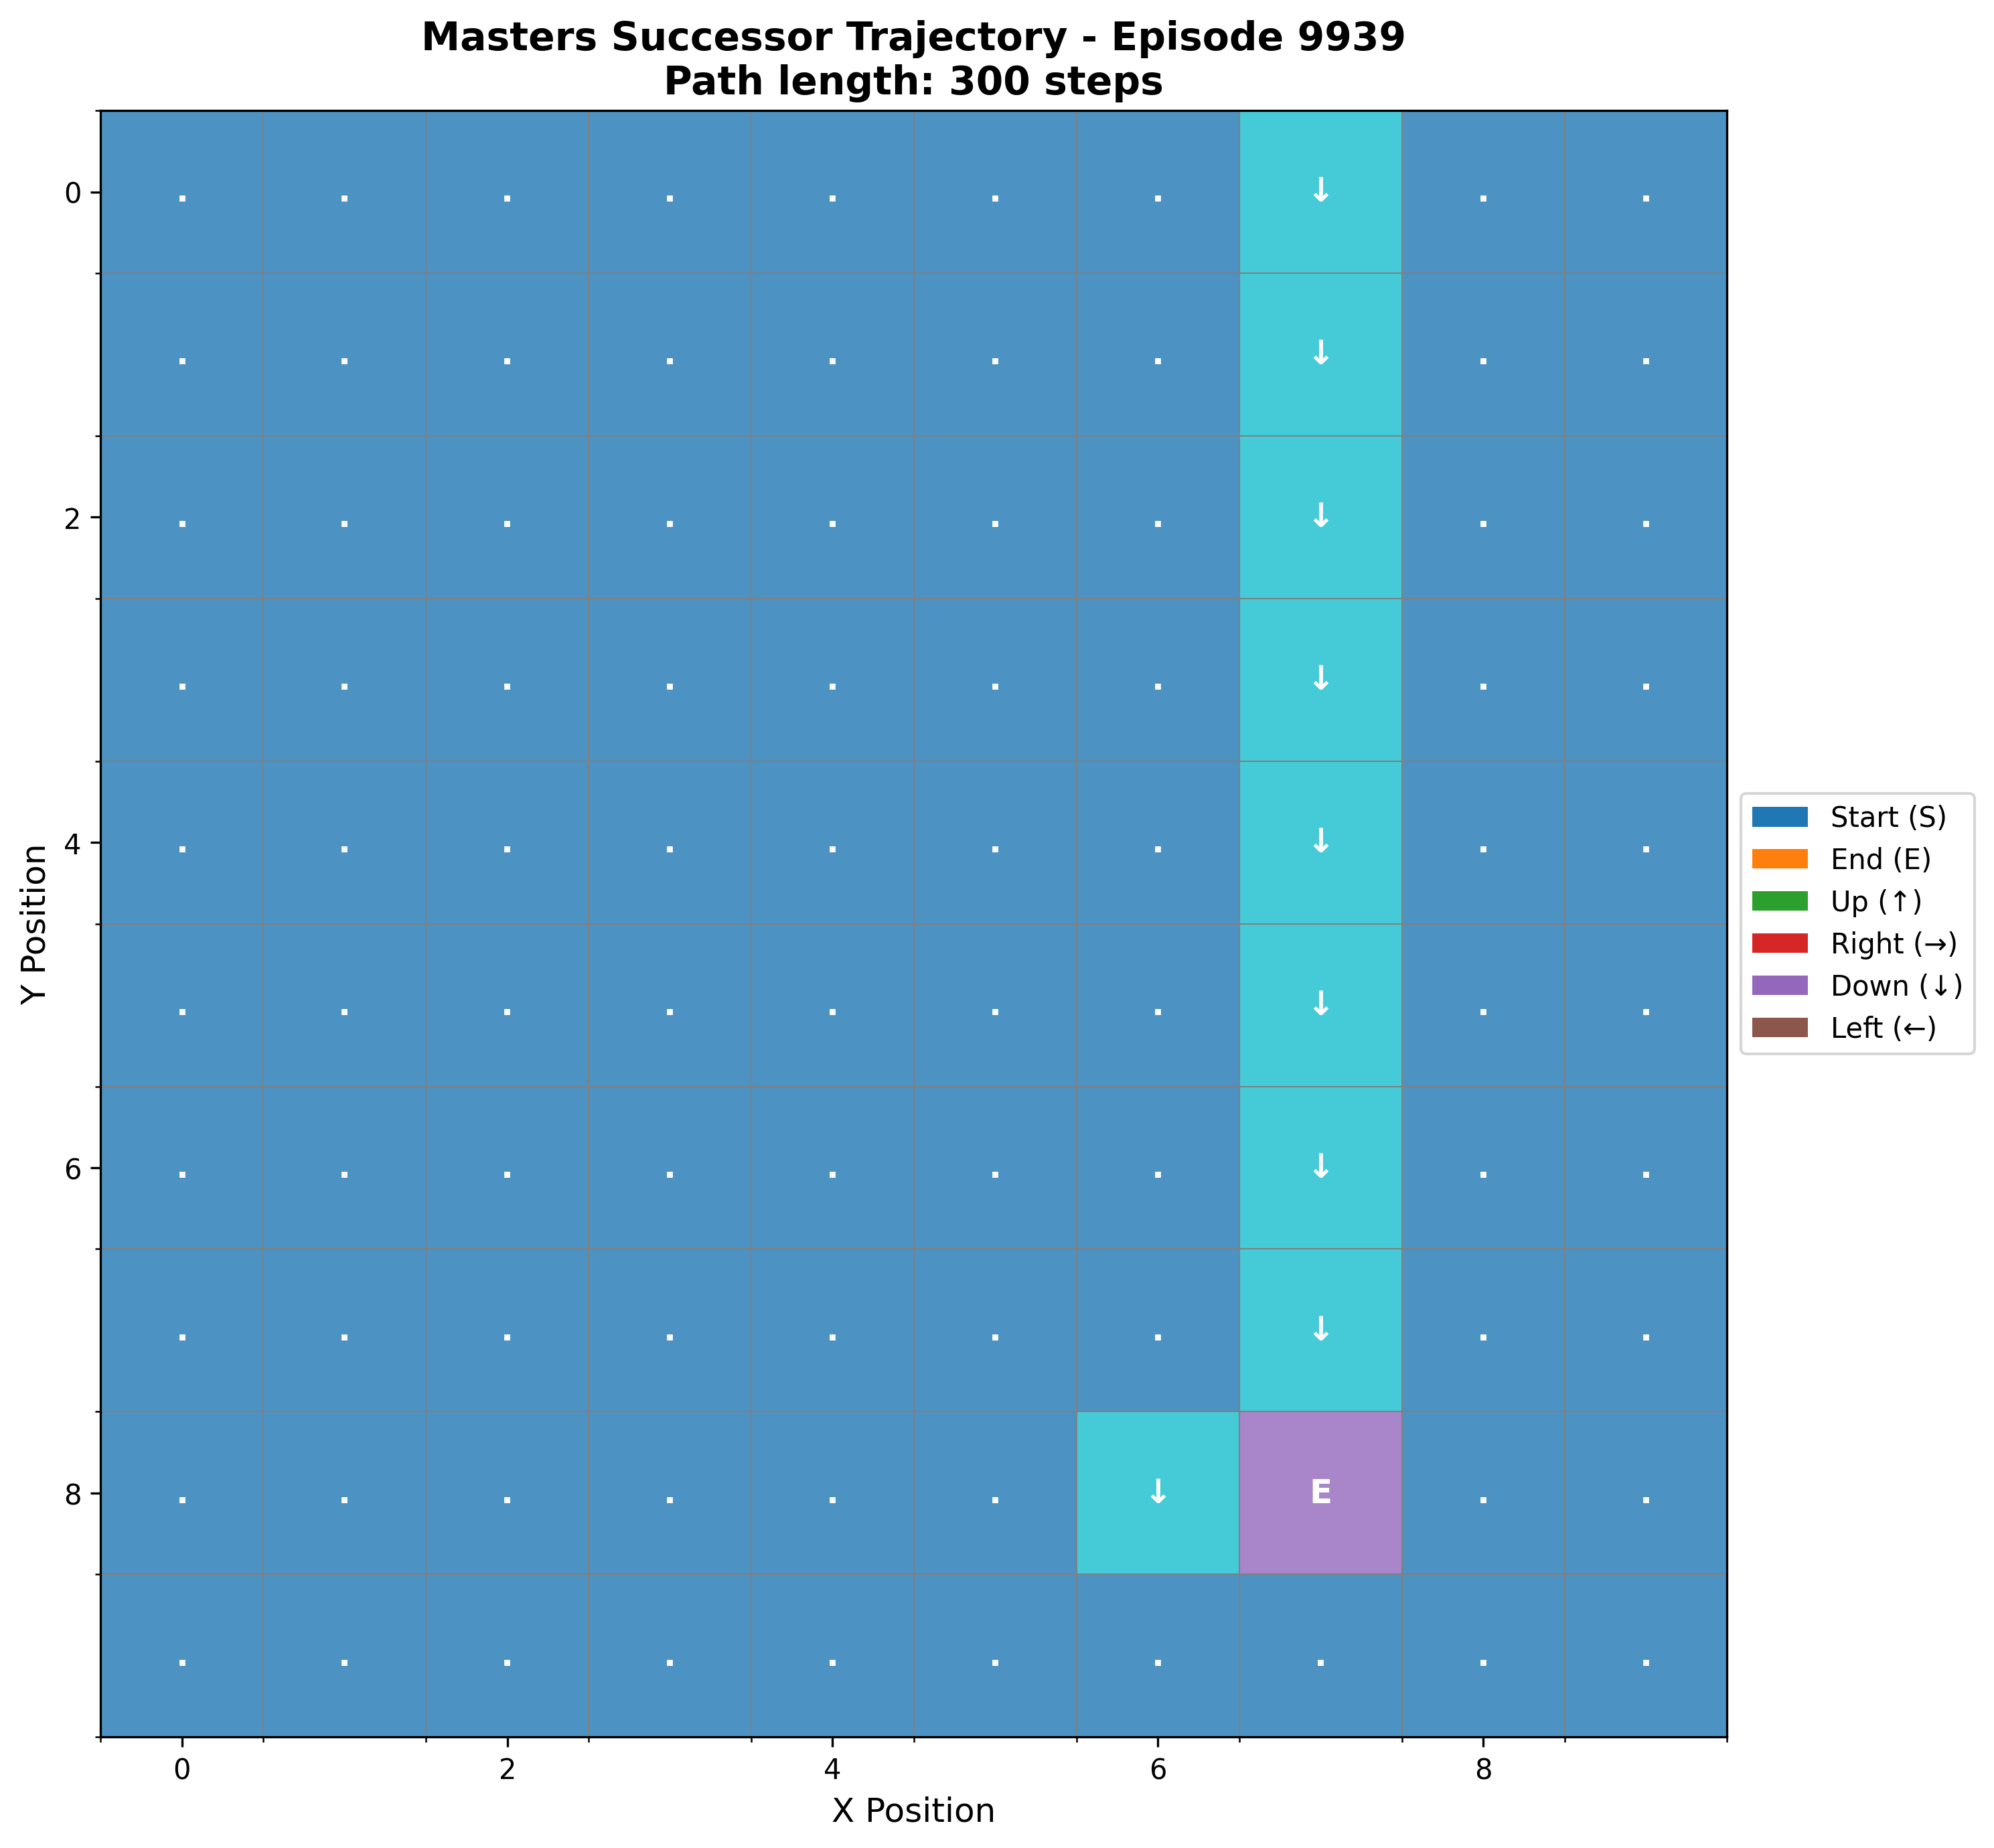 Masters Successor Trajectory - Episode 9939
Path length: 300 steps
0 . . . . . . . ↓ . .
. . . . . . . ↓ . .
2 . . . . . . . ↓ . .
. . . . . . . ↓ . .
4 . . . . . . . ↓ . .
. . . . . . . ↓ . .
6 . . . . . . . ↓ . .
. . . . . . . ↓ . .
8 . . . . . . ↓ E . .
. . . . . . . . . .
0 2 4 6 8
X Position
Y Position
Start (S)
End (E)
Up (↑)
Right (→)
Down (↓)
Left (←)